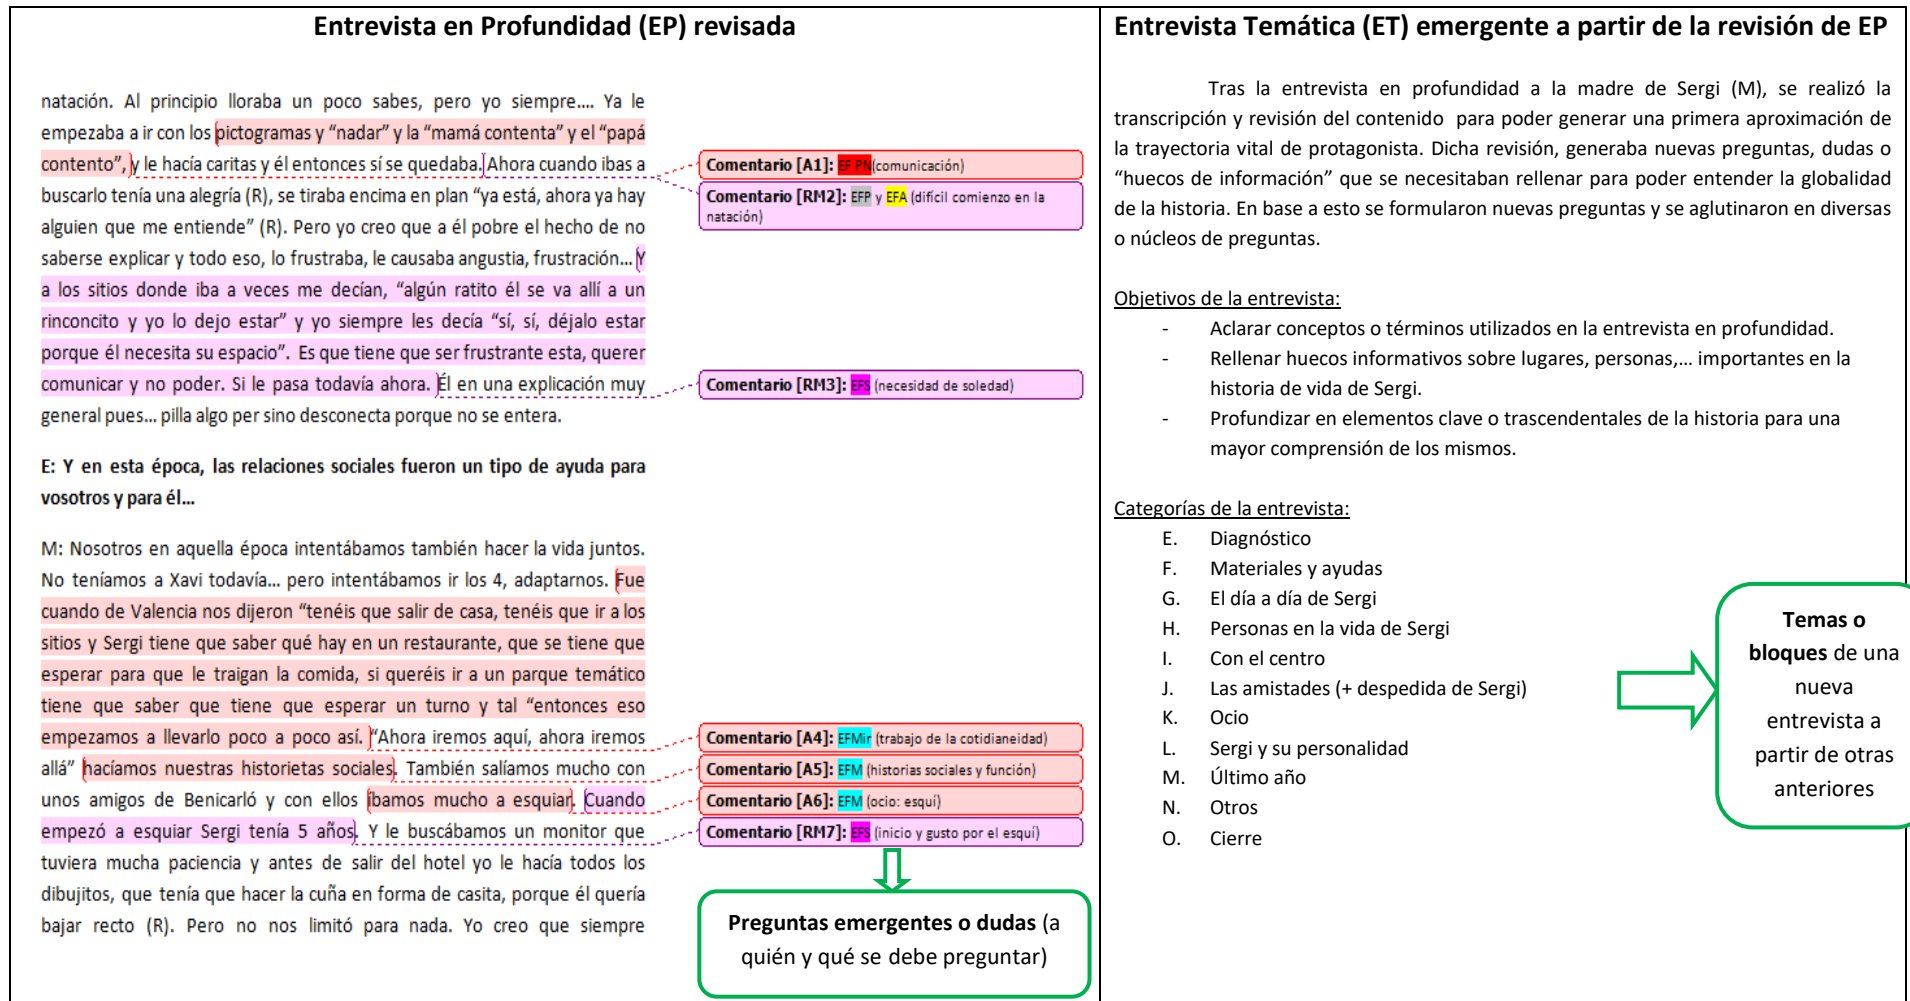 Entrevista en Profundidad (EP) revisada
natación. Al principio lloraba un poco sabes, pero yo siempre.... Ya le
empezaba a ir con los pictogramas y “nadar” y la “mamá contenta” y el “papá
contento”, y le hacía caritas y él entonces sí se quedaba. Ahora cuando ibas a
buscarlo tenía una alegría (R), se tiraba encima en plan “ya está, ahora ya hay
alguien que me entiende” (R). Pero yo creo que a él pobre el hecho de no
saberse explicar y todo eso, lo frustraba, le causaba angustia, frustración... Y
a los sitios donde iba a veces me decían, “algún ratito él se va allí a un
rinconcito y yo lo dejo estar” y yo siempre les decía “sí, sí, déjalo estar
porque él necesita su espacio”. Es que tiene que ser frustrante esta, querer
comunicar y no poder. Si le pasa todavía ahora. Él en una explicación muy
general pues... pilla algo per sino desconecta porque no se entera.
E: Y en esta época, las relaciones sociales fueron un tipo de ayuda para
vosotros y para él...
M: Nosotros en aquella época intentábamos también hacer la vida juntos.
No teníamos a Xavi todavía... pero intentábamos ir los 4, adaptarnos. Fue
cuando de Valencia nos dijeron “tenéis que salir de casa, tenéis que ir a los
sitios y Sergi tiene que saber qué hay en un restaurante, que se tiene que
esperar para que le traigan la comida, si queréis ir a un parque temático
tiene que saber que tiene que esperar un turno y tal “entonces eso
empezamos a llevarlo poco a poco así. “Ahora iremos aquí, ahora iremos
allá” hacíamos nuestras historietas sociales. También salíamos mucho con
unos amigos de Benicarló y con ellos íbamos mucho a esquiar. Cuando
empezó a esquiar Sergi tenía 5 años. Y le buscábamos un monitor que
tuviera mucha paciencia y antes de salir del hotel yo le hacía todos los
dibujitos, que tenía que hacer la cuña en forma de casita, porque él quería
bajar recto (R). Pero no nos limitó para nada. Yo creo que siempre
Comentario [A1]: EF PN(comunicación)
Comentario [RM2]: EFP y EFA (difícil comienzo en la
natación)
Comentario [RM3]: EFS (necesidad de soledad)
Comentario [A4]: EFMir (trabajo de la cotidianeidad)
Comentario [A5]: EFM (historias sociales y función)
Comentario [A6]: EFM (ocio: esquí)
Comentario [RM7]: EFS (inicio y gusto por el esquí)
Preguntas emergentes o dudas (a
quién y qué se debe preguntar)
Entrevista Temática (ET) emergente a partir de la revisión de EP
Tras la entrevista en profundidad a la madre de Sergi (M), se realizó la
transcripción y revisión del contenido para poder generar una primera aproximación de
la trayectoria vital de protagonista. Dicha revisión, generaba nuevas preguntas, dudas o
“huecos de información” que se necesitaban rellenar para poder entender la globalidad
de la historia. En base a esto se formularon nuevas preguntas y se aglutinaron en diversas
o núcleos de preguntas.
Objetivos de la entrevista:
- Aclarar conceptos o términos utilizados en la entrevista en profundidad.
- Rellenar huecos informativos sobre lugares, personas,... importantes en la
historia de vida de Sergi.
- Profundizar en elementos clave o trascendentales de la historia para una
mayor comprensión de los mismos.
Categorías de la entrevista:
E. Diagnóstico
F. Materiales y ayudas
G. El día a día de Sergi
H. Personas en la vida de Sergi
I. Con el centro
J. Las amistades (+ despedida de Sergi)
K. Ocio
L. Sergi y su personalidad
M. Último año
N. Otros
O. Cierre
Temas o
bloques de una
nueva
entrevista a
partir de otras
anteriores